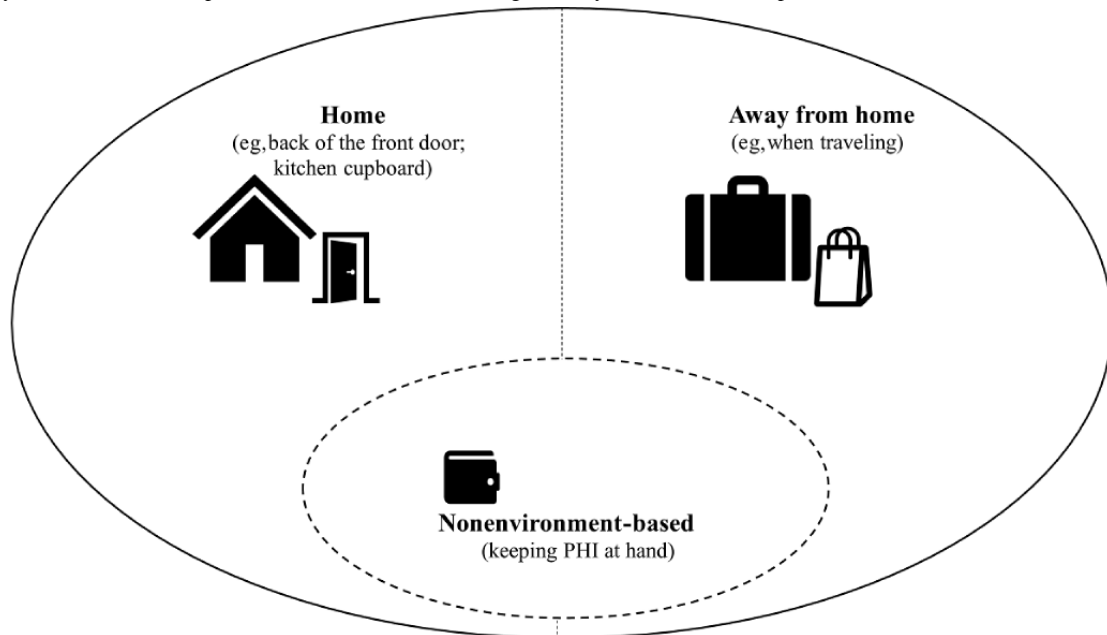 Home
(eg,back of the front door;
kitchen cupboard)
Away from home
(eg,when traveling)
Nonenvironment-based
(keeping PHI at hand)